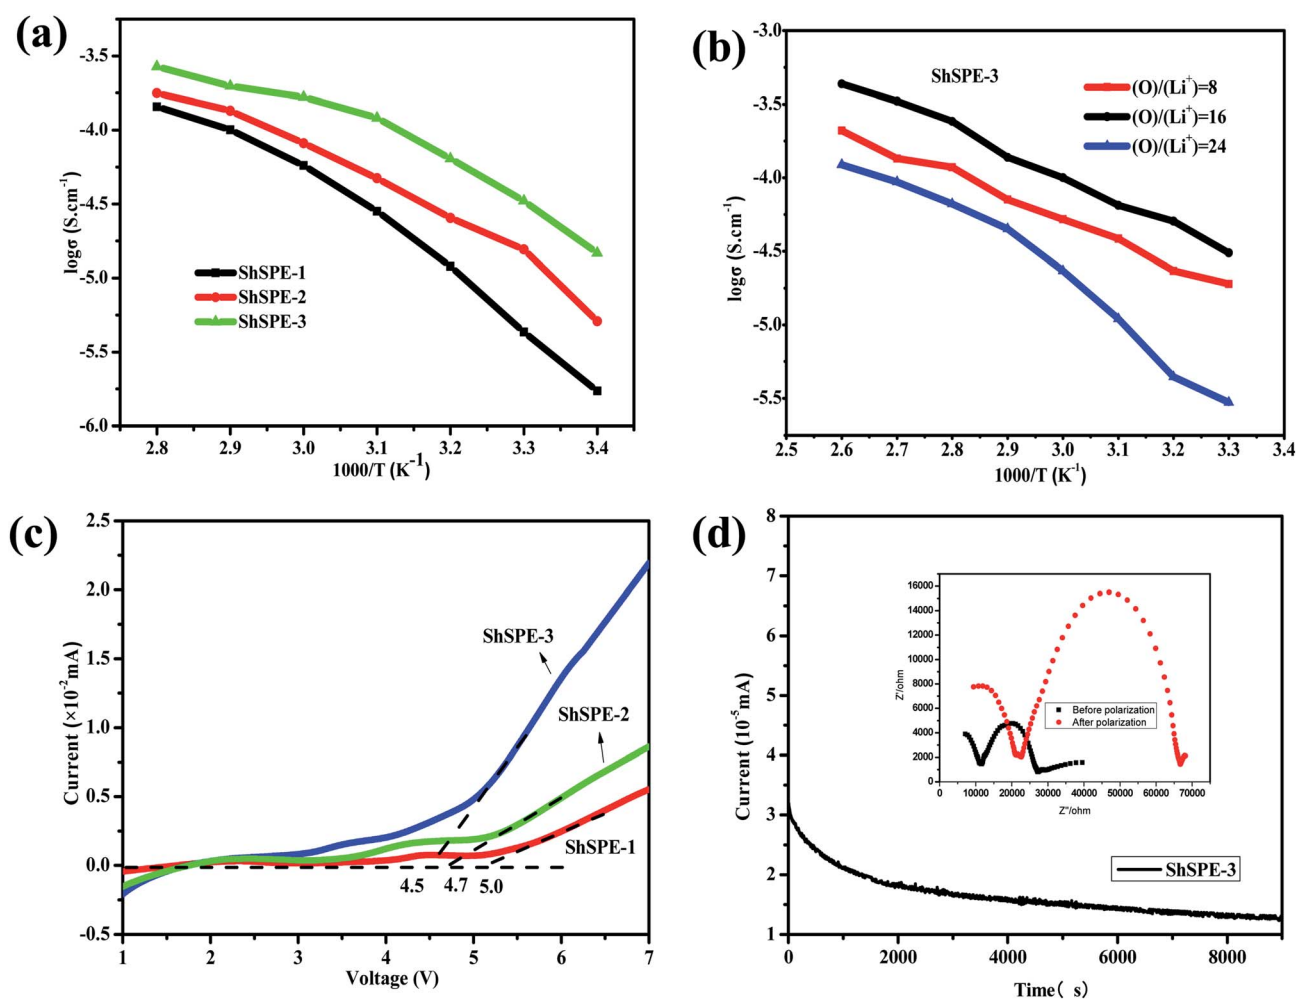 (a)
-3.5
-4.0
-4.5
-5.0
-5.5
-6.0
logσ (S.cm⁻¹)
ShSPE-1
ShSPE-2
ShSPE-3
2.8 2.9 3.0 3.1 3.2 3.3 3.4
1000/T (K⁻¹)
(b)
-3.0
-3.5
-4.0
-4.5
-5.0
-5.5
logσ (S.cm⁻¹)
ShSPE-3
(O)/(Li⁺)=8
(O)/(Li⁺)=16
(O)/(Li⁺)=24
2.5 2.6 2.7 2.8 2.9 3.0 3.1 3.2 3.3 3.4
1000/T (K⁻¹)
(c)
2.5
2.0
1.5
1.0
0.5
0.0
-0.5
Current (×10⁻² mA)
ShSPE-3
ShSPE-2
ShSPE-1
4.5 4.7 5.0
1 2 3 4 5 6 7
Voltage (V)
(d)
8
7
6
5
4
3
2
1
Current (10⁻⁵ mA)
16000
14000
12000
10000
8000
6000
4000
2000
0
Z'/ohm
Before polarization
After polarization
0 10000 20000 30000 40000 50000 60000 70000
Z''/ohm
ShSPE-3
0 2000 4000 6000 8000
Time( s)